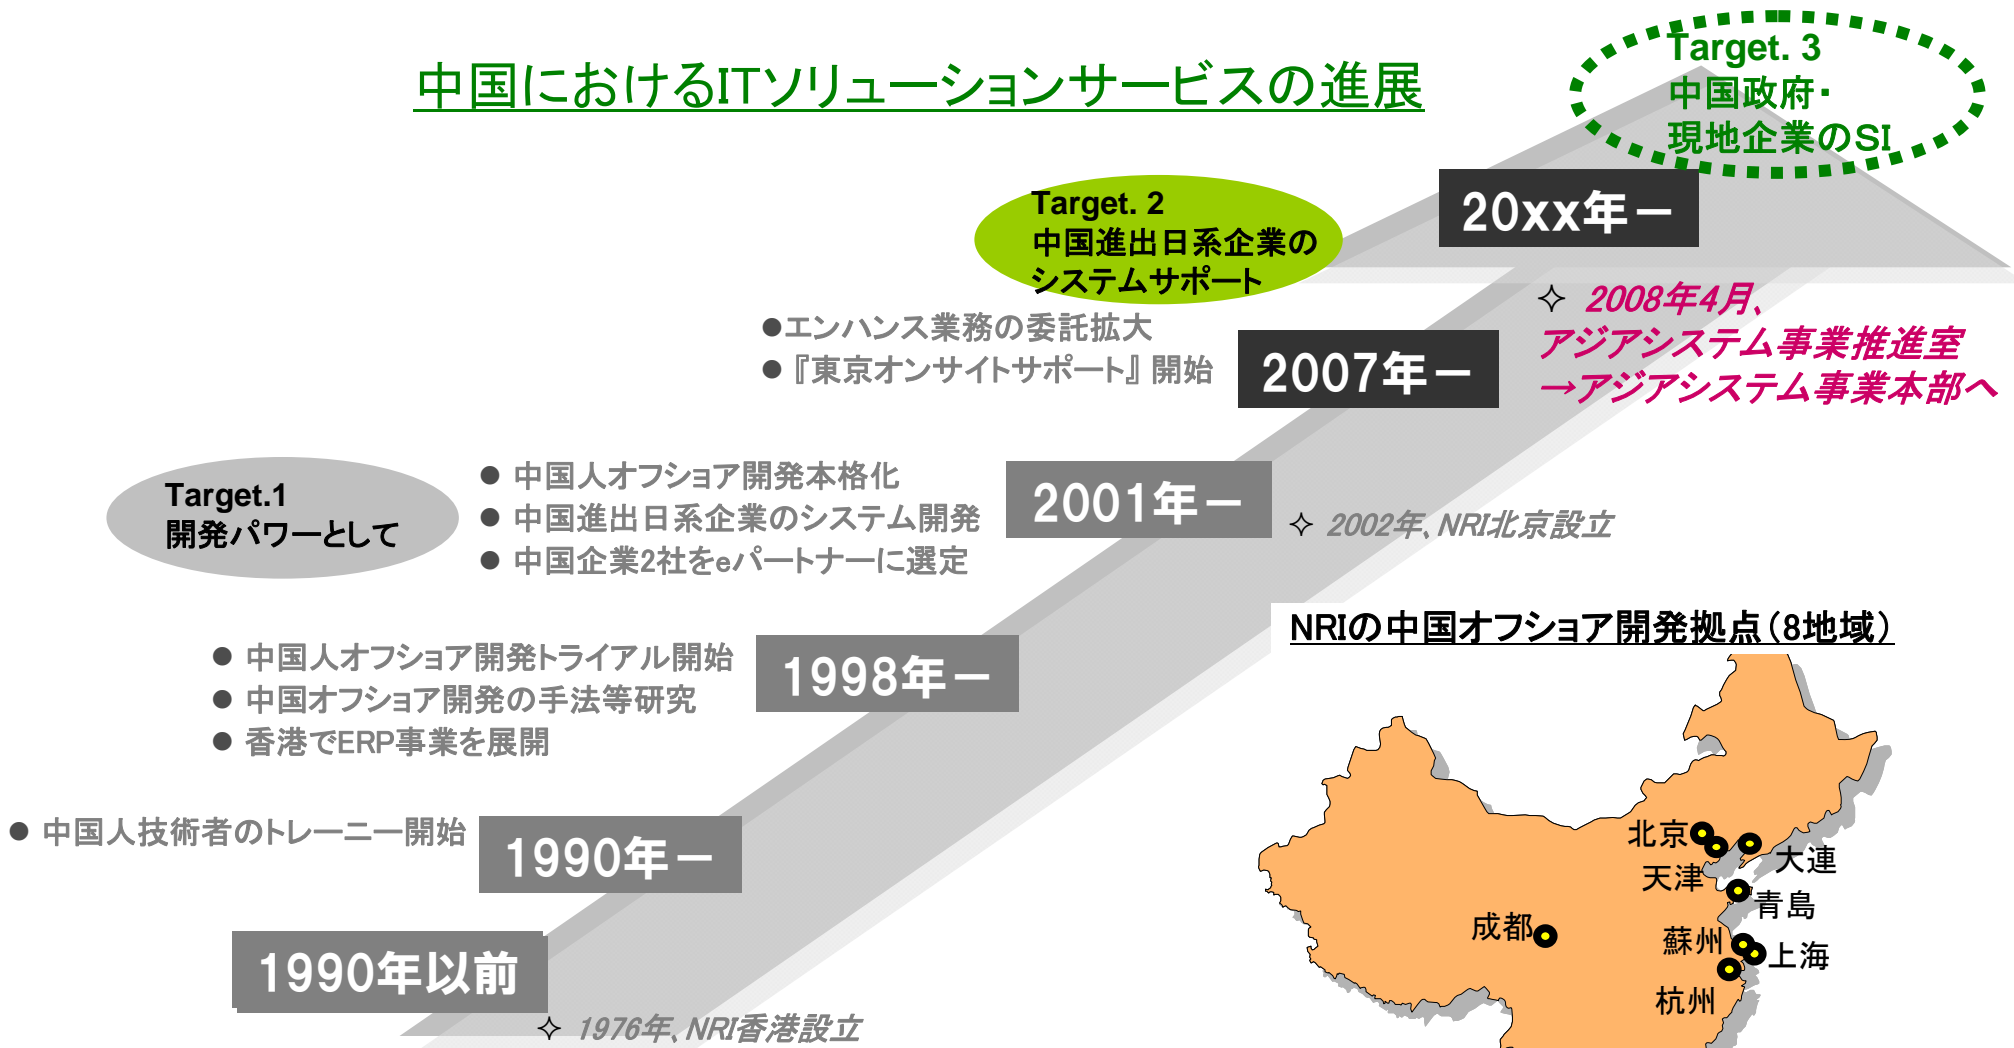 中国におけるITソリューションサービスの進展
Target. 3
中国政府・
現地企業のSI
20xx年－
Target. 2
中国進出日系企業の
システムサポート
✧ 2008年4月、
アジアシステム事業推進室
→アジアシステム事業本部へ
●エンハンス業務の委託拡大
●『東京オンサイトサポート』開始
2007年－
Target.1
開発パワーとして
● 中国人オフショア開発本格化
● 中国進出日系企業のシステム開発
● 中国企業2社をeパートナーに選定
2001年－
✧ 2002年、NRI北京設立
● 中国人オフショア開発トライアル開始
● 中国オフショア開発の手法等研究
● 香港でERP事業を展開
1998年－
● 中国人技術者のトレーニー開始
1990年－
1990年以前
✧ 1976年、NRI香港設立
NRIの中国オフショア開発拠点（8地域）
北京
大連
天津
青島
成都
蘇州
上海
杭州